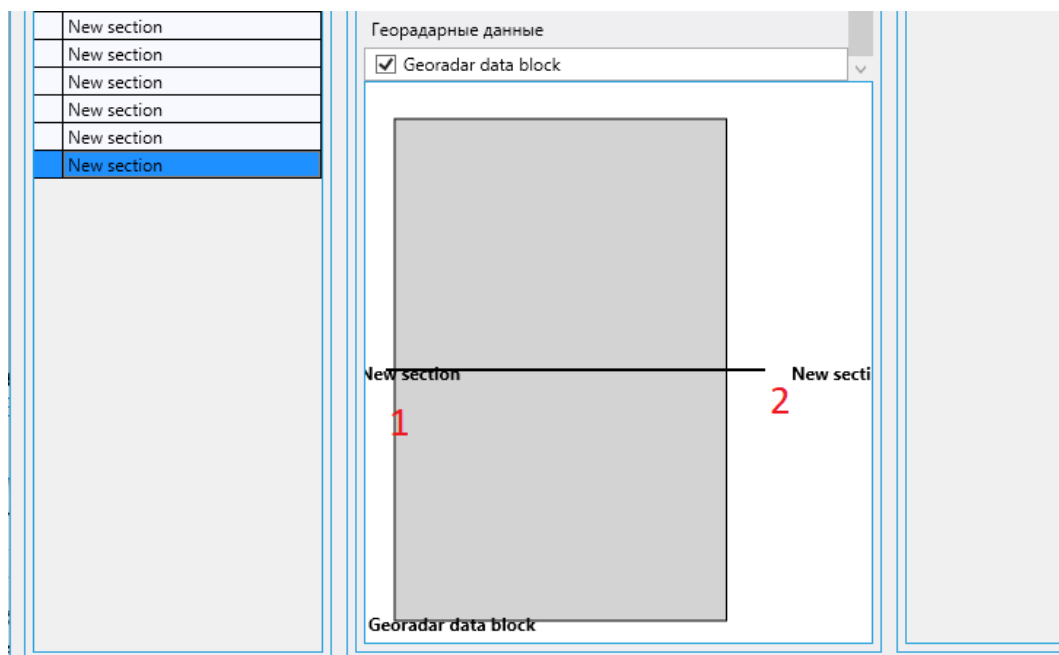 New section
New section
New section
New section
New section
New section
Георадарные данные
Georadar data block
New section
New secti
1
2
Georadar data block